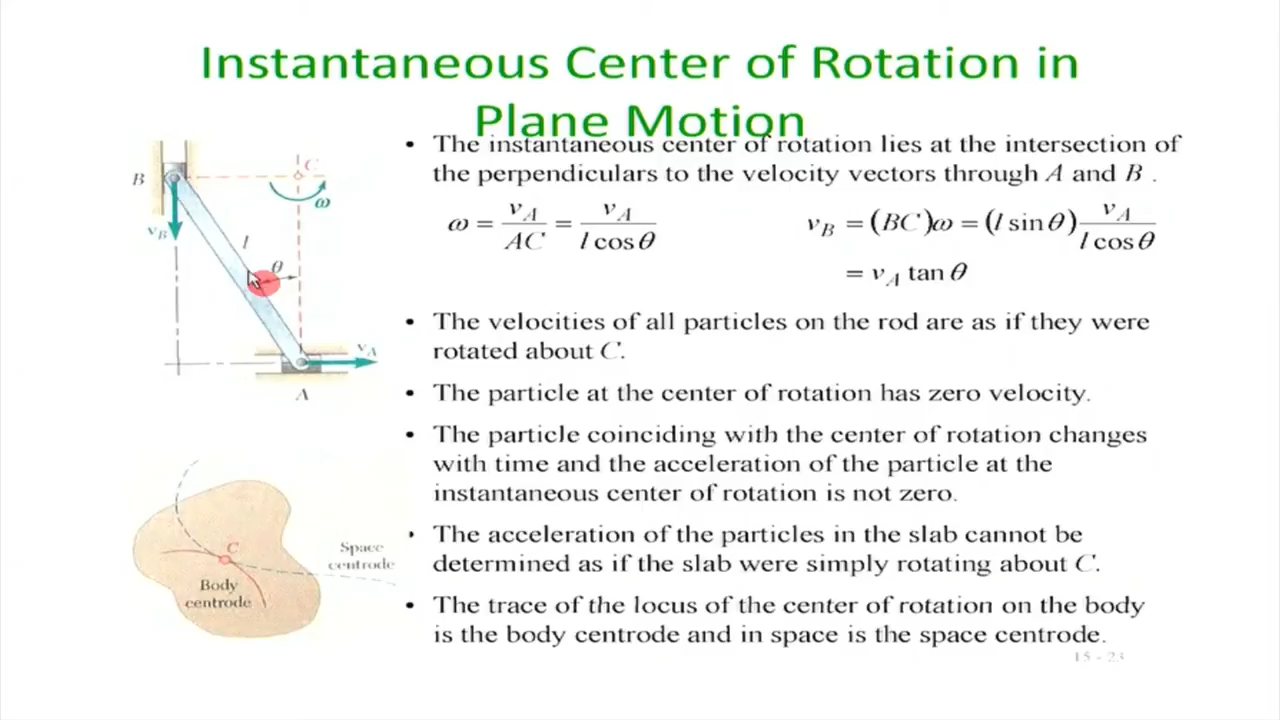 Instantaneous Center of Rotation in
Plane Motion
• The instantaneous center of rotation lies at the intersection of
the perpendiculars to the velocity vectors through A and B .
ω = v_A / AC = v_A / (l cos θ)
v_B = (BC)ω = (l sin θ) v_A / (l cos θ)
= v_A tan θ
• The velocities of all particles on the rod are as if they were
rotated about C.
• The particle at the center of rotation has zero velocity.
• The particle coinciding with the center of rotation changes
with time and the acceleration of the particle at the
instantaneous center of rotation is not zero.
• The acceleration of the particles in the slab cannot be
determined as if the slab were simply rotating about C.
• The trace of the locus of the center of rotation on the body
is the body centrode and in space is the space centrode.
B
C
ω
v_B
l
θ
v_A
A
C
Space
centrode
Body
centrode
15 - 23